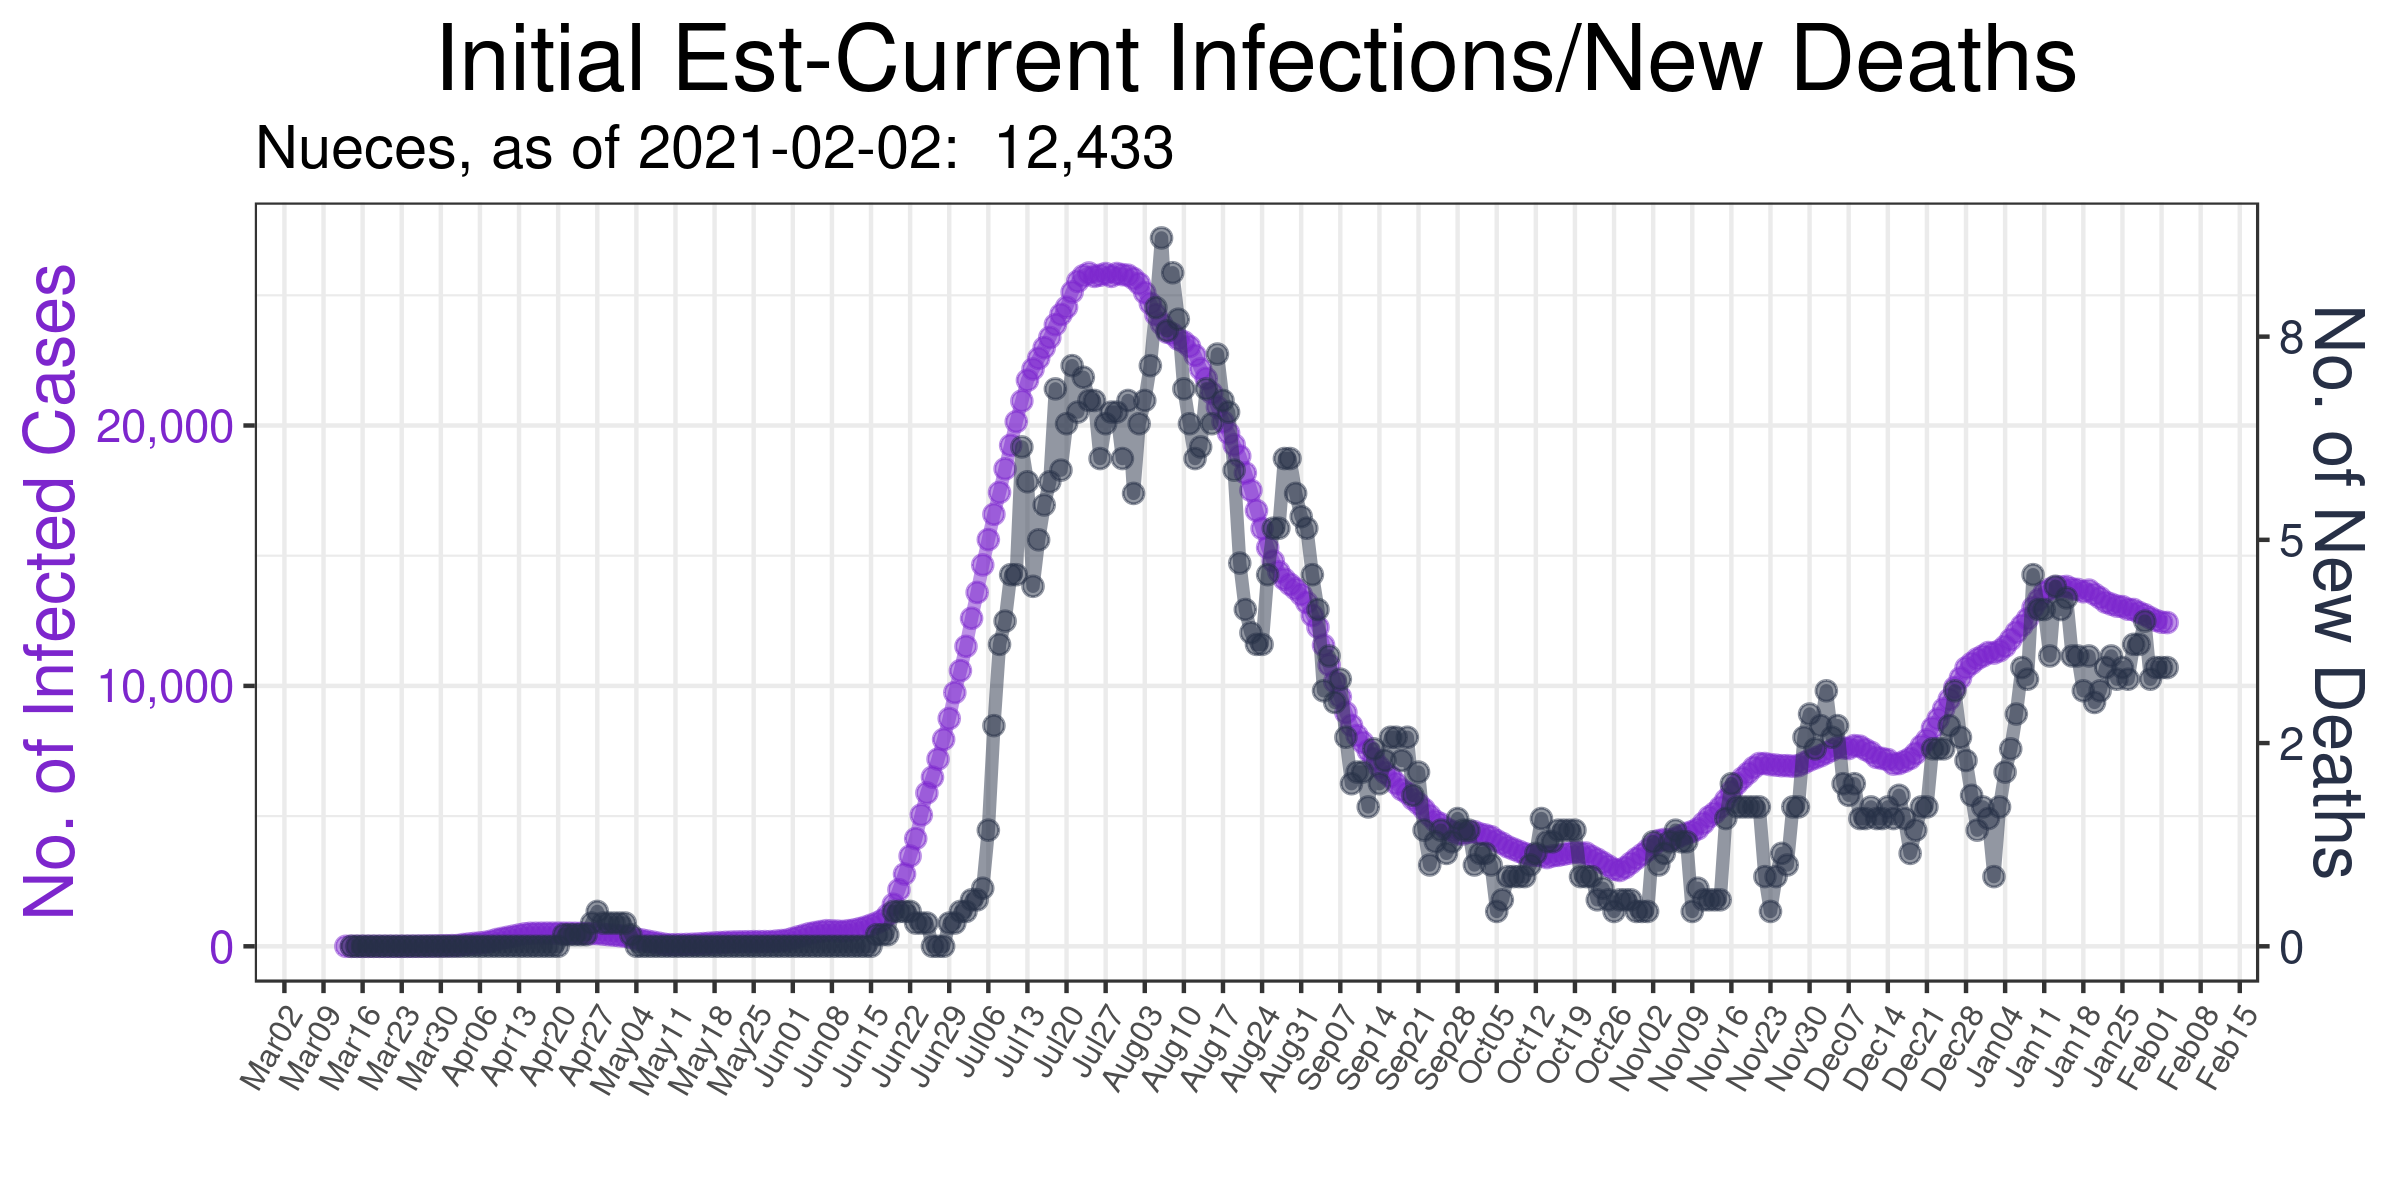 Initial Est-Current Infections/New Deaths
Nueces, as of 2021-02-02: 12,433
No. of Infected Cases
20,000
10,000
0
8
5
2
0
No. of New Deaths
Mar02
Mar09
Mar16
Mar23
Mar30
Apr06
Apr13
Apr20
Apr27
May04
May11
May18
May25
Jun01
Jun08
Jun15
Jun22
Jun29
Jul06
Jul13
Jul20
Jul27
Aug03
Aug10
Aug17
Aug24
Aug31
Sep07
Sep14
Sep21
Sep28
Oct05
Oct12
Oct19
Oct26
Nov02
Nov09
Nov16
Nov23
Nov30
Dec07
Dec14
Dec21
Dec28
Jan04
Jan11
Jan18
Jan25
Feb01
Feb08
Feb15